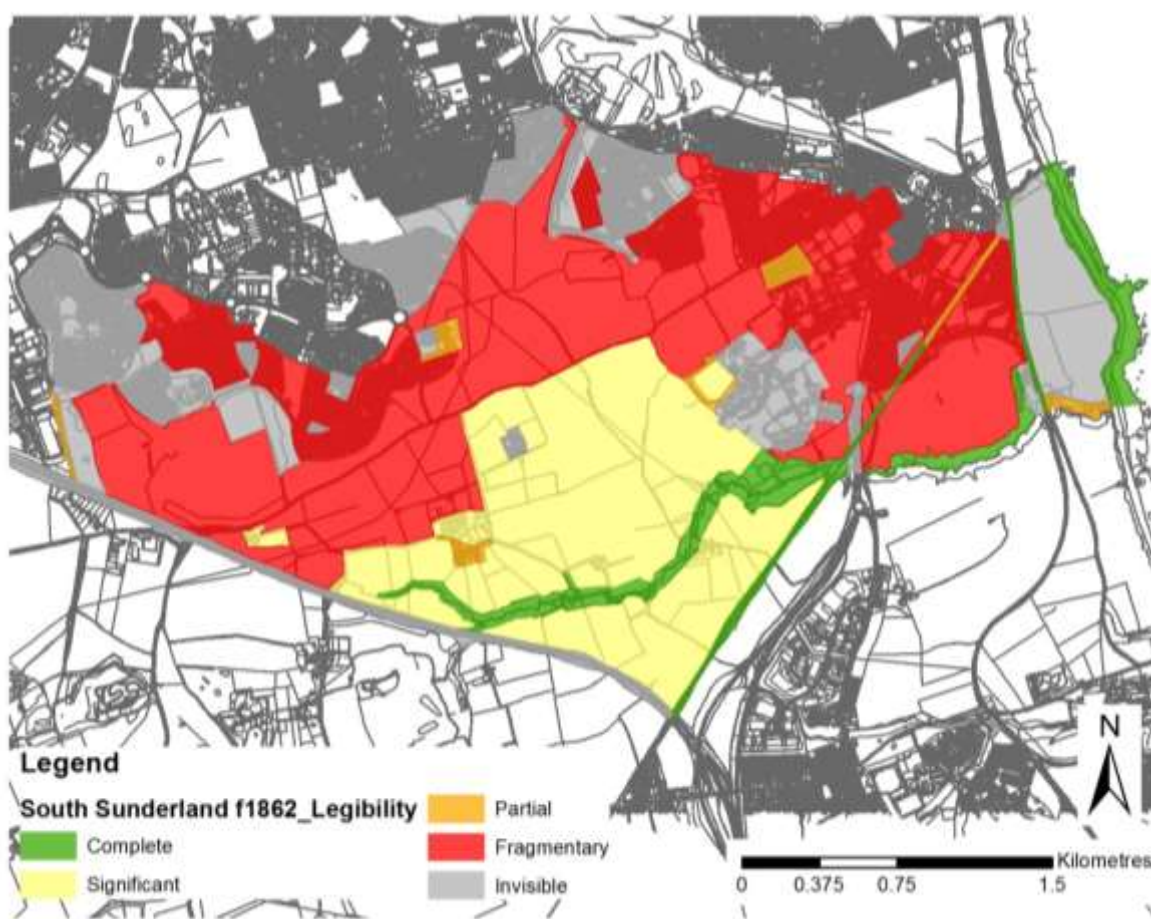 Legend
South Sunderland f1862_Legibility
Complete
Significant
Partial
Fragmentary
Invisible
N
Kilometres
0 0.375 0.75 1.5